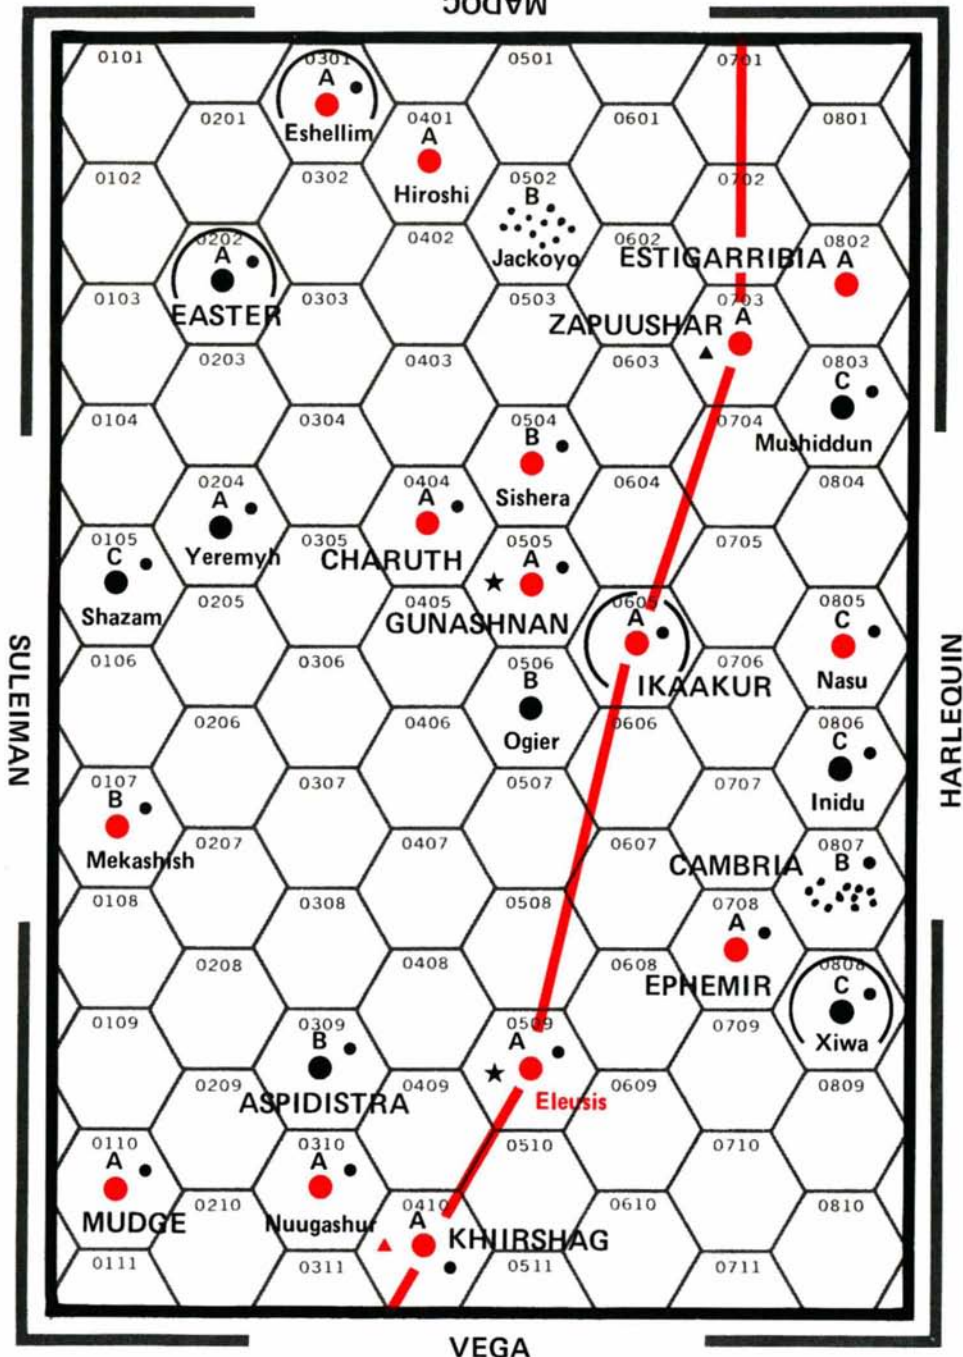 MADOC
0101
0301
0501
0701
A
Eshellim
0201
0401
0601
0801
A
Hiroshi
0102
0302
0502
0702
B
Jackoyo
0202
0402
0602
0802
A
EASTER
ESTIGARRIBIA A
0103
0303
0503
0703
ZAPUUSHAR A
0203
0403
0603
0803
C
Mushiddun
0104
0304
0504
0704
B
Sishera
0204
0404
0604
0804
A
Yeremyh
A
CHARUTH
0105
0305
0505
0705
C
Shazam
A
GUNASHNAN
0205
0405
0605
0805
A
IKAAKUR
C
Nasu
0106
0306
0506
0706
B
Ogier
SULEIMAN
HARLEQUIN
0206
0406
0606
0806
C
Inidu
0107
0307
0507
0707
B
Mekashish
0207
0407
0607
0807
CAMBRIA B
0108
0308
0508
0708
A
EPHEMIR
0208
0408
0608
0808
C
Xiwa
0109
0309
0509
0709
B
ASPIDISTRA
A
Eleusis
0209
0409
0609
0809
0110
0310
0510
0710
A
MUDGE
A
Nuugashur
0210
0410
0610
0810
A
KHIIRSHAG
0111
0311
0511
0711
VEGA